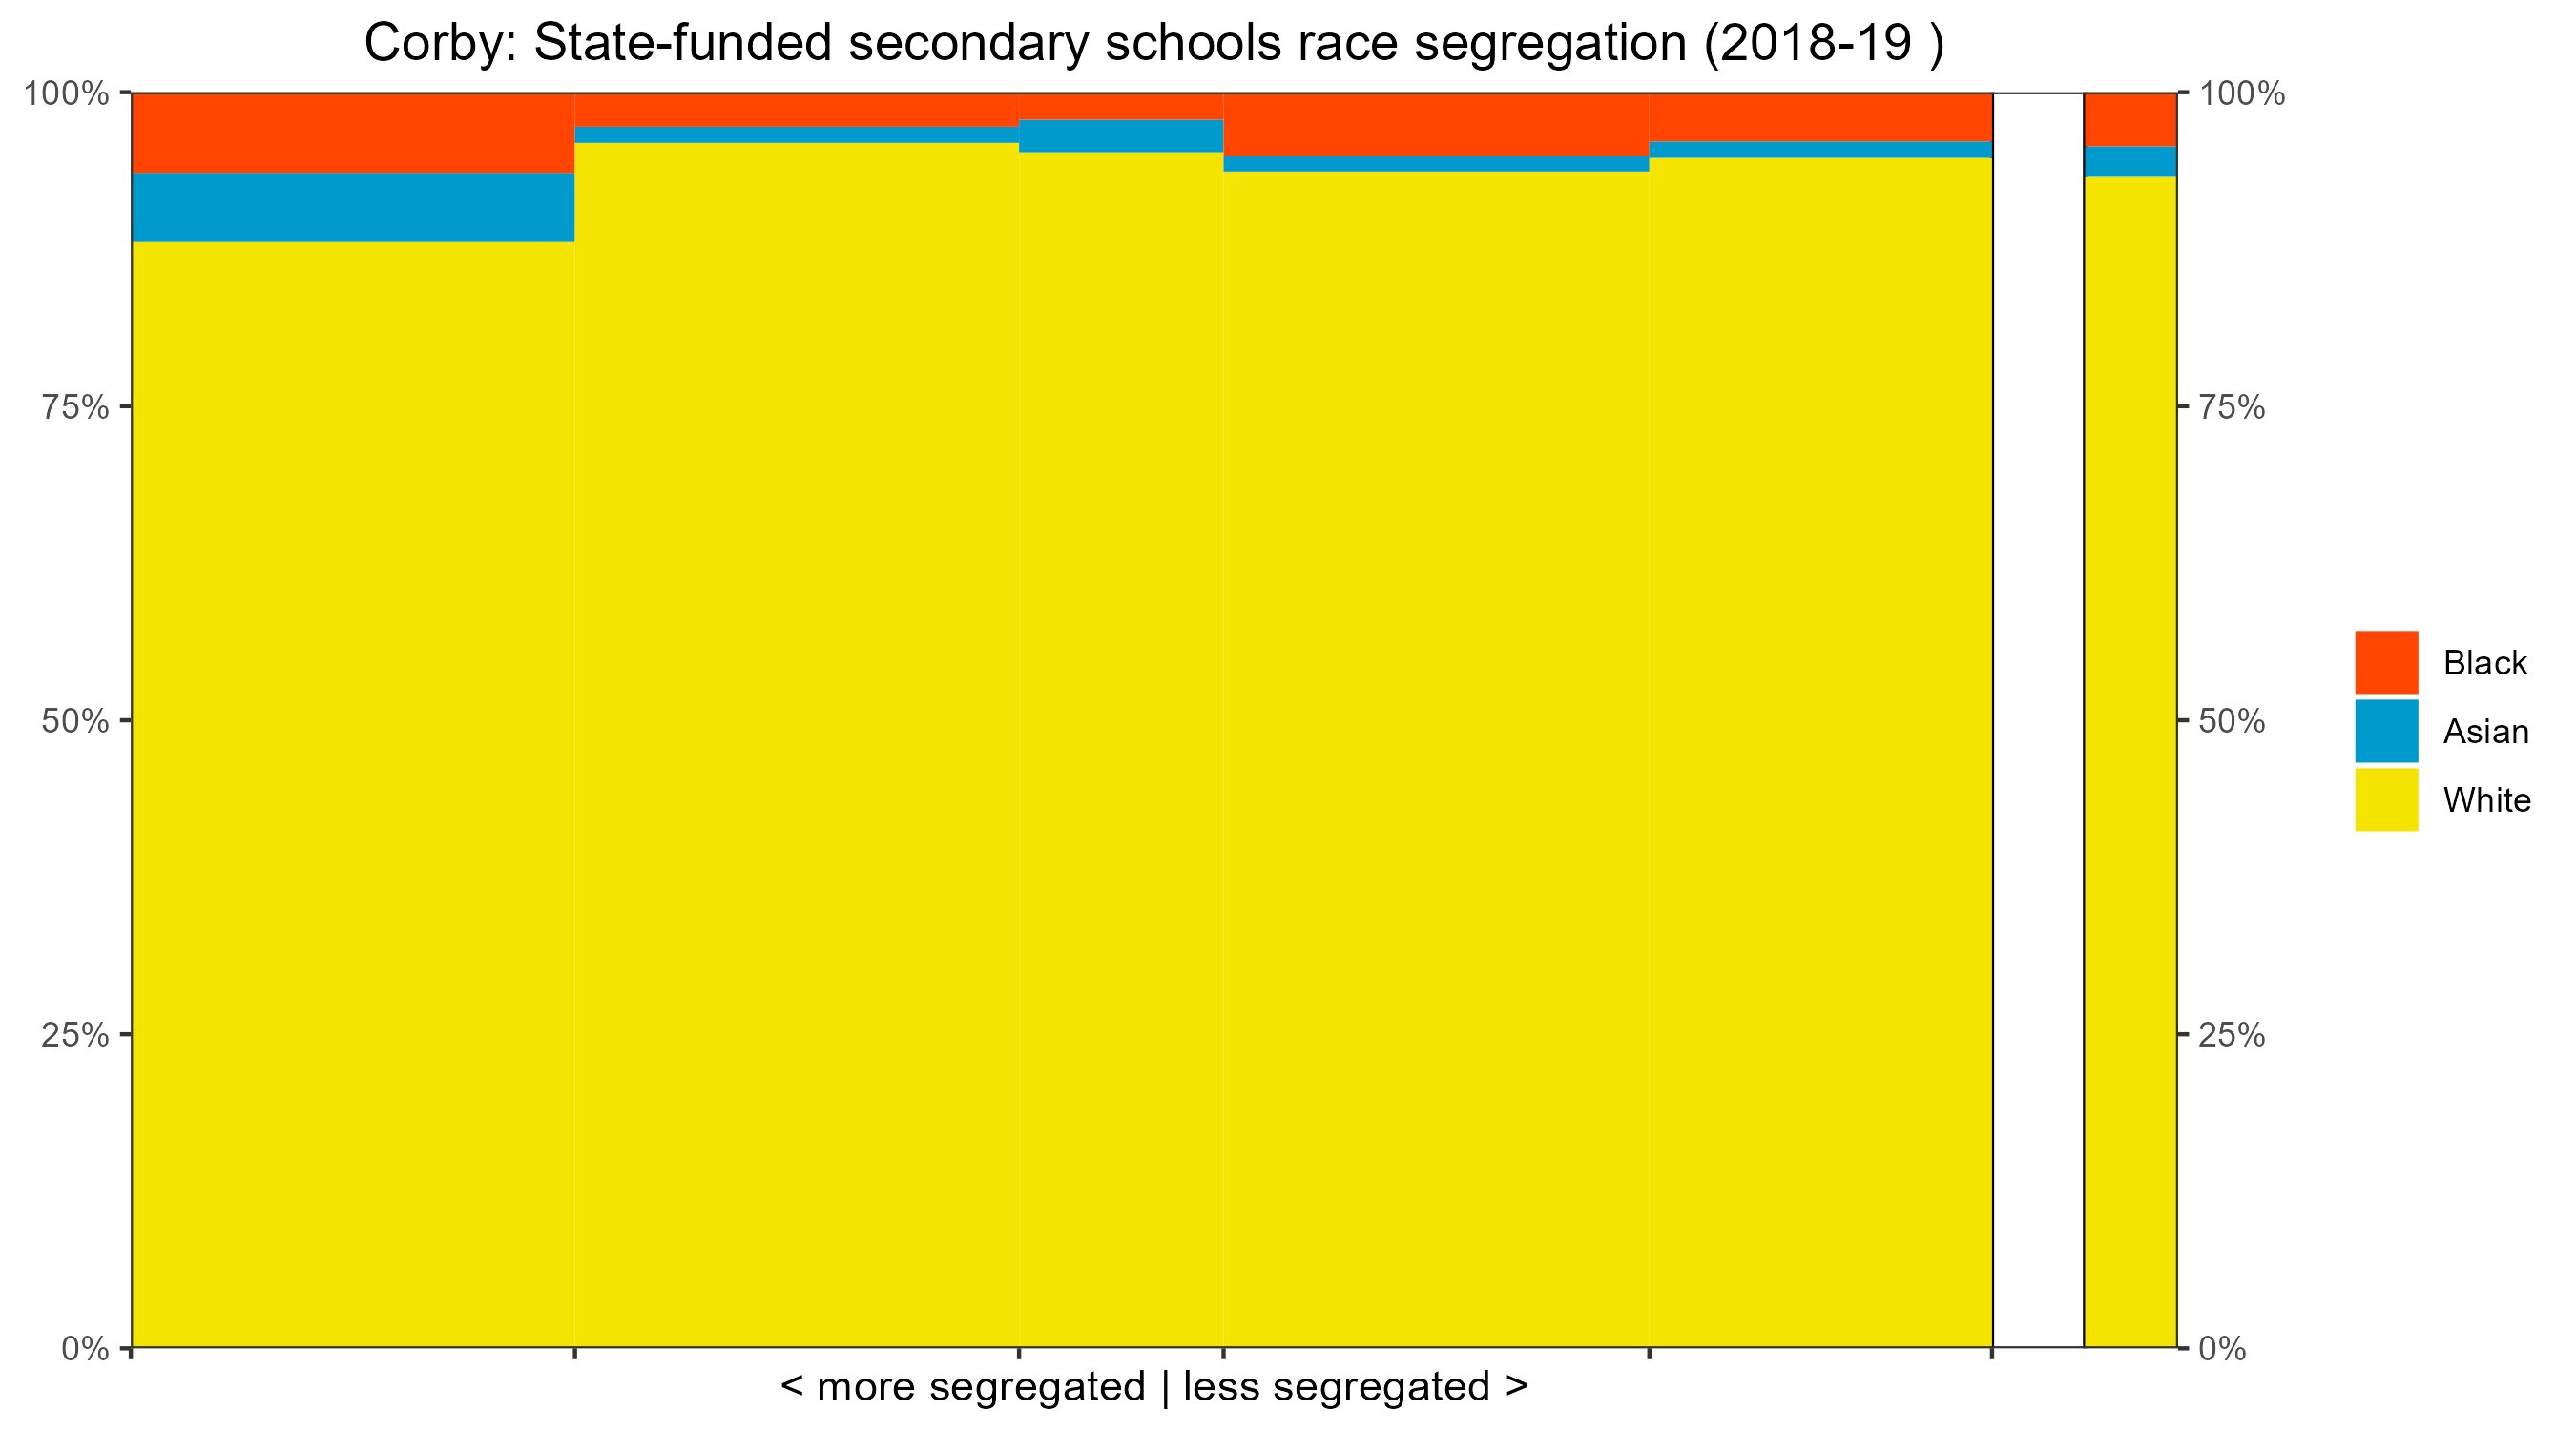 Corby: State-funded secondary schools race segregation (2018-19 )
100%
100%
75%
75%
50%
50%
25%
25%
0%
0%
Black
Asian
White
< more segregated | less segregated >